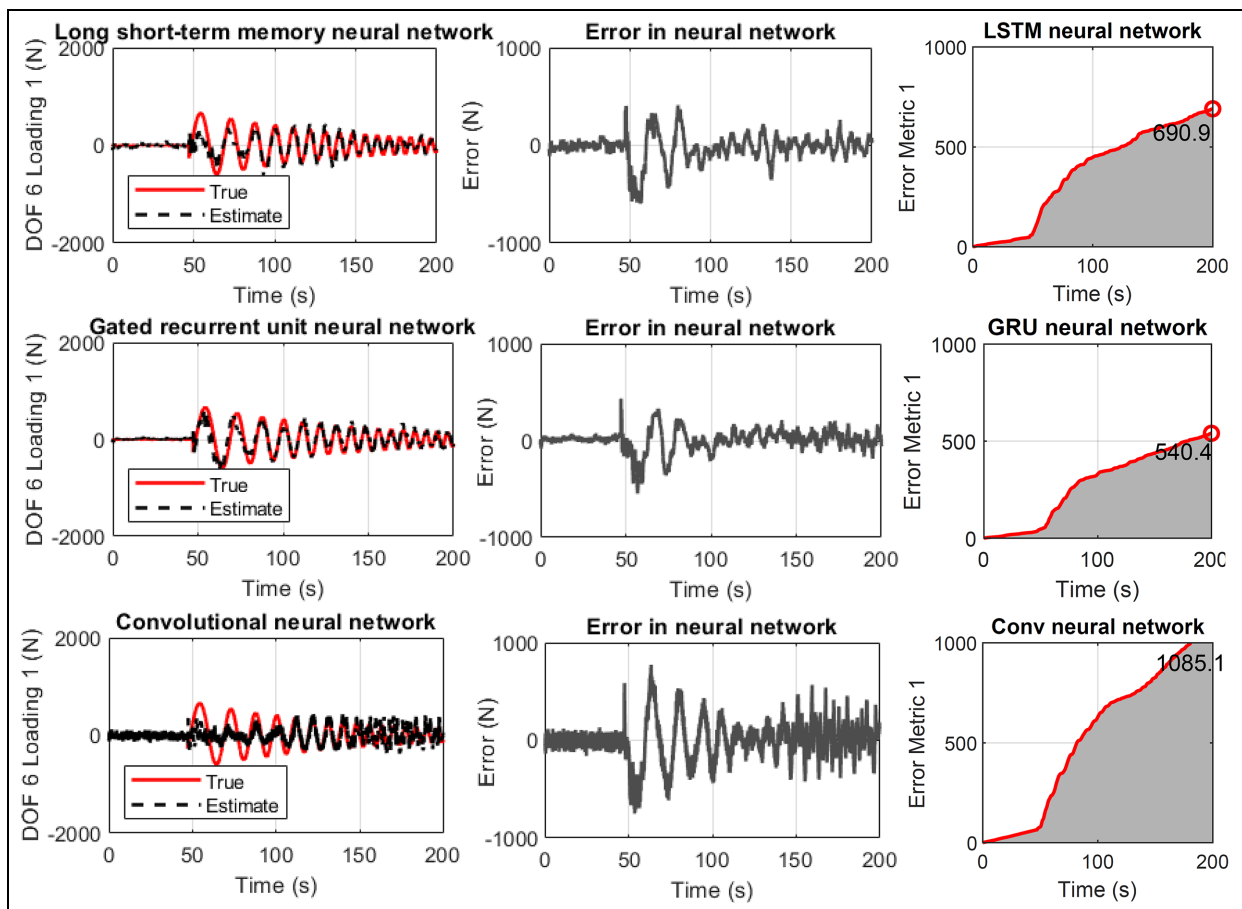 Long short-term memory neural network
2000
0
-2000
DOF 6 Loading 1 (N)
True
Estimate
0 50 100 150 200
Time (s)
Error in neural network
1000
0
-1000
Error (N)
0 50 100 150 200
Time (s)
LSTM neural network
1000
500
0
Error Metric 1
690.9
0 100 200
Time (s)
Gated recurrent unit neural network
2000
0
-2000
DOF 6 Loading 1 (N)
True
Estimate
0 50 100 150 200
Time (s)
Error in neural network
1000
0
-1000
Error (N)
0 50 100 150 200
Time (s)
GRU neural network
1000
500
0
Error Metric 1
540.4
0 100 200
Time (s)
Convolutional neural network
2000
0
-2000
DOF 6 Loading 1 (N)
True
Estimate
0 50 100 150 200
Time (s)
Error in neural network
1000
0
-1000
Error (N)
0 50 100 150 200
Time (s)
Conv neural network
1000
500
0
Error Metric 1
1085.1
0 100 200
Time (s)